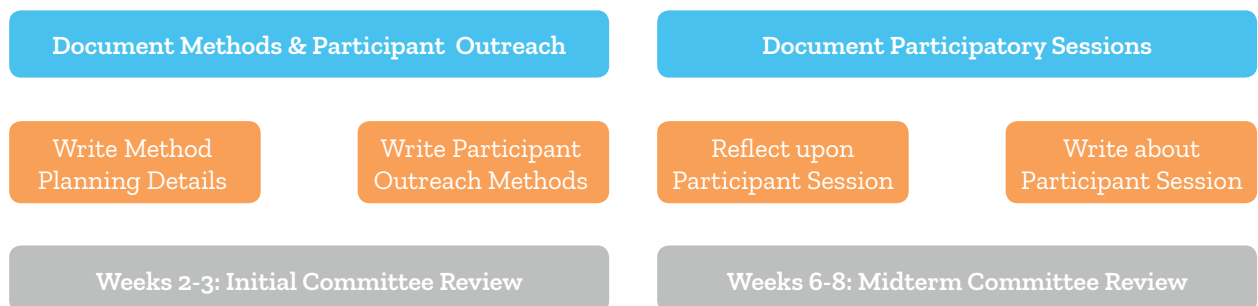 Document Methods & Participant Outreach
Document Participatory Sessions
Write Method
Planning Details
Write Participant
Outreach Methods
Reflect upon
Participant Session
Write about
Participant Session
Weeks 2-3: Initial Committee Review
Weeks 6-8: Midterm Committee Review